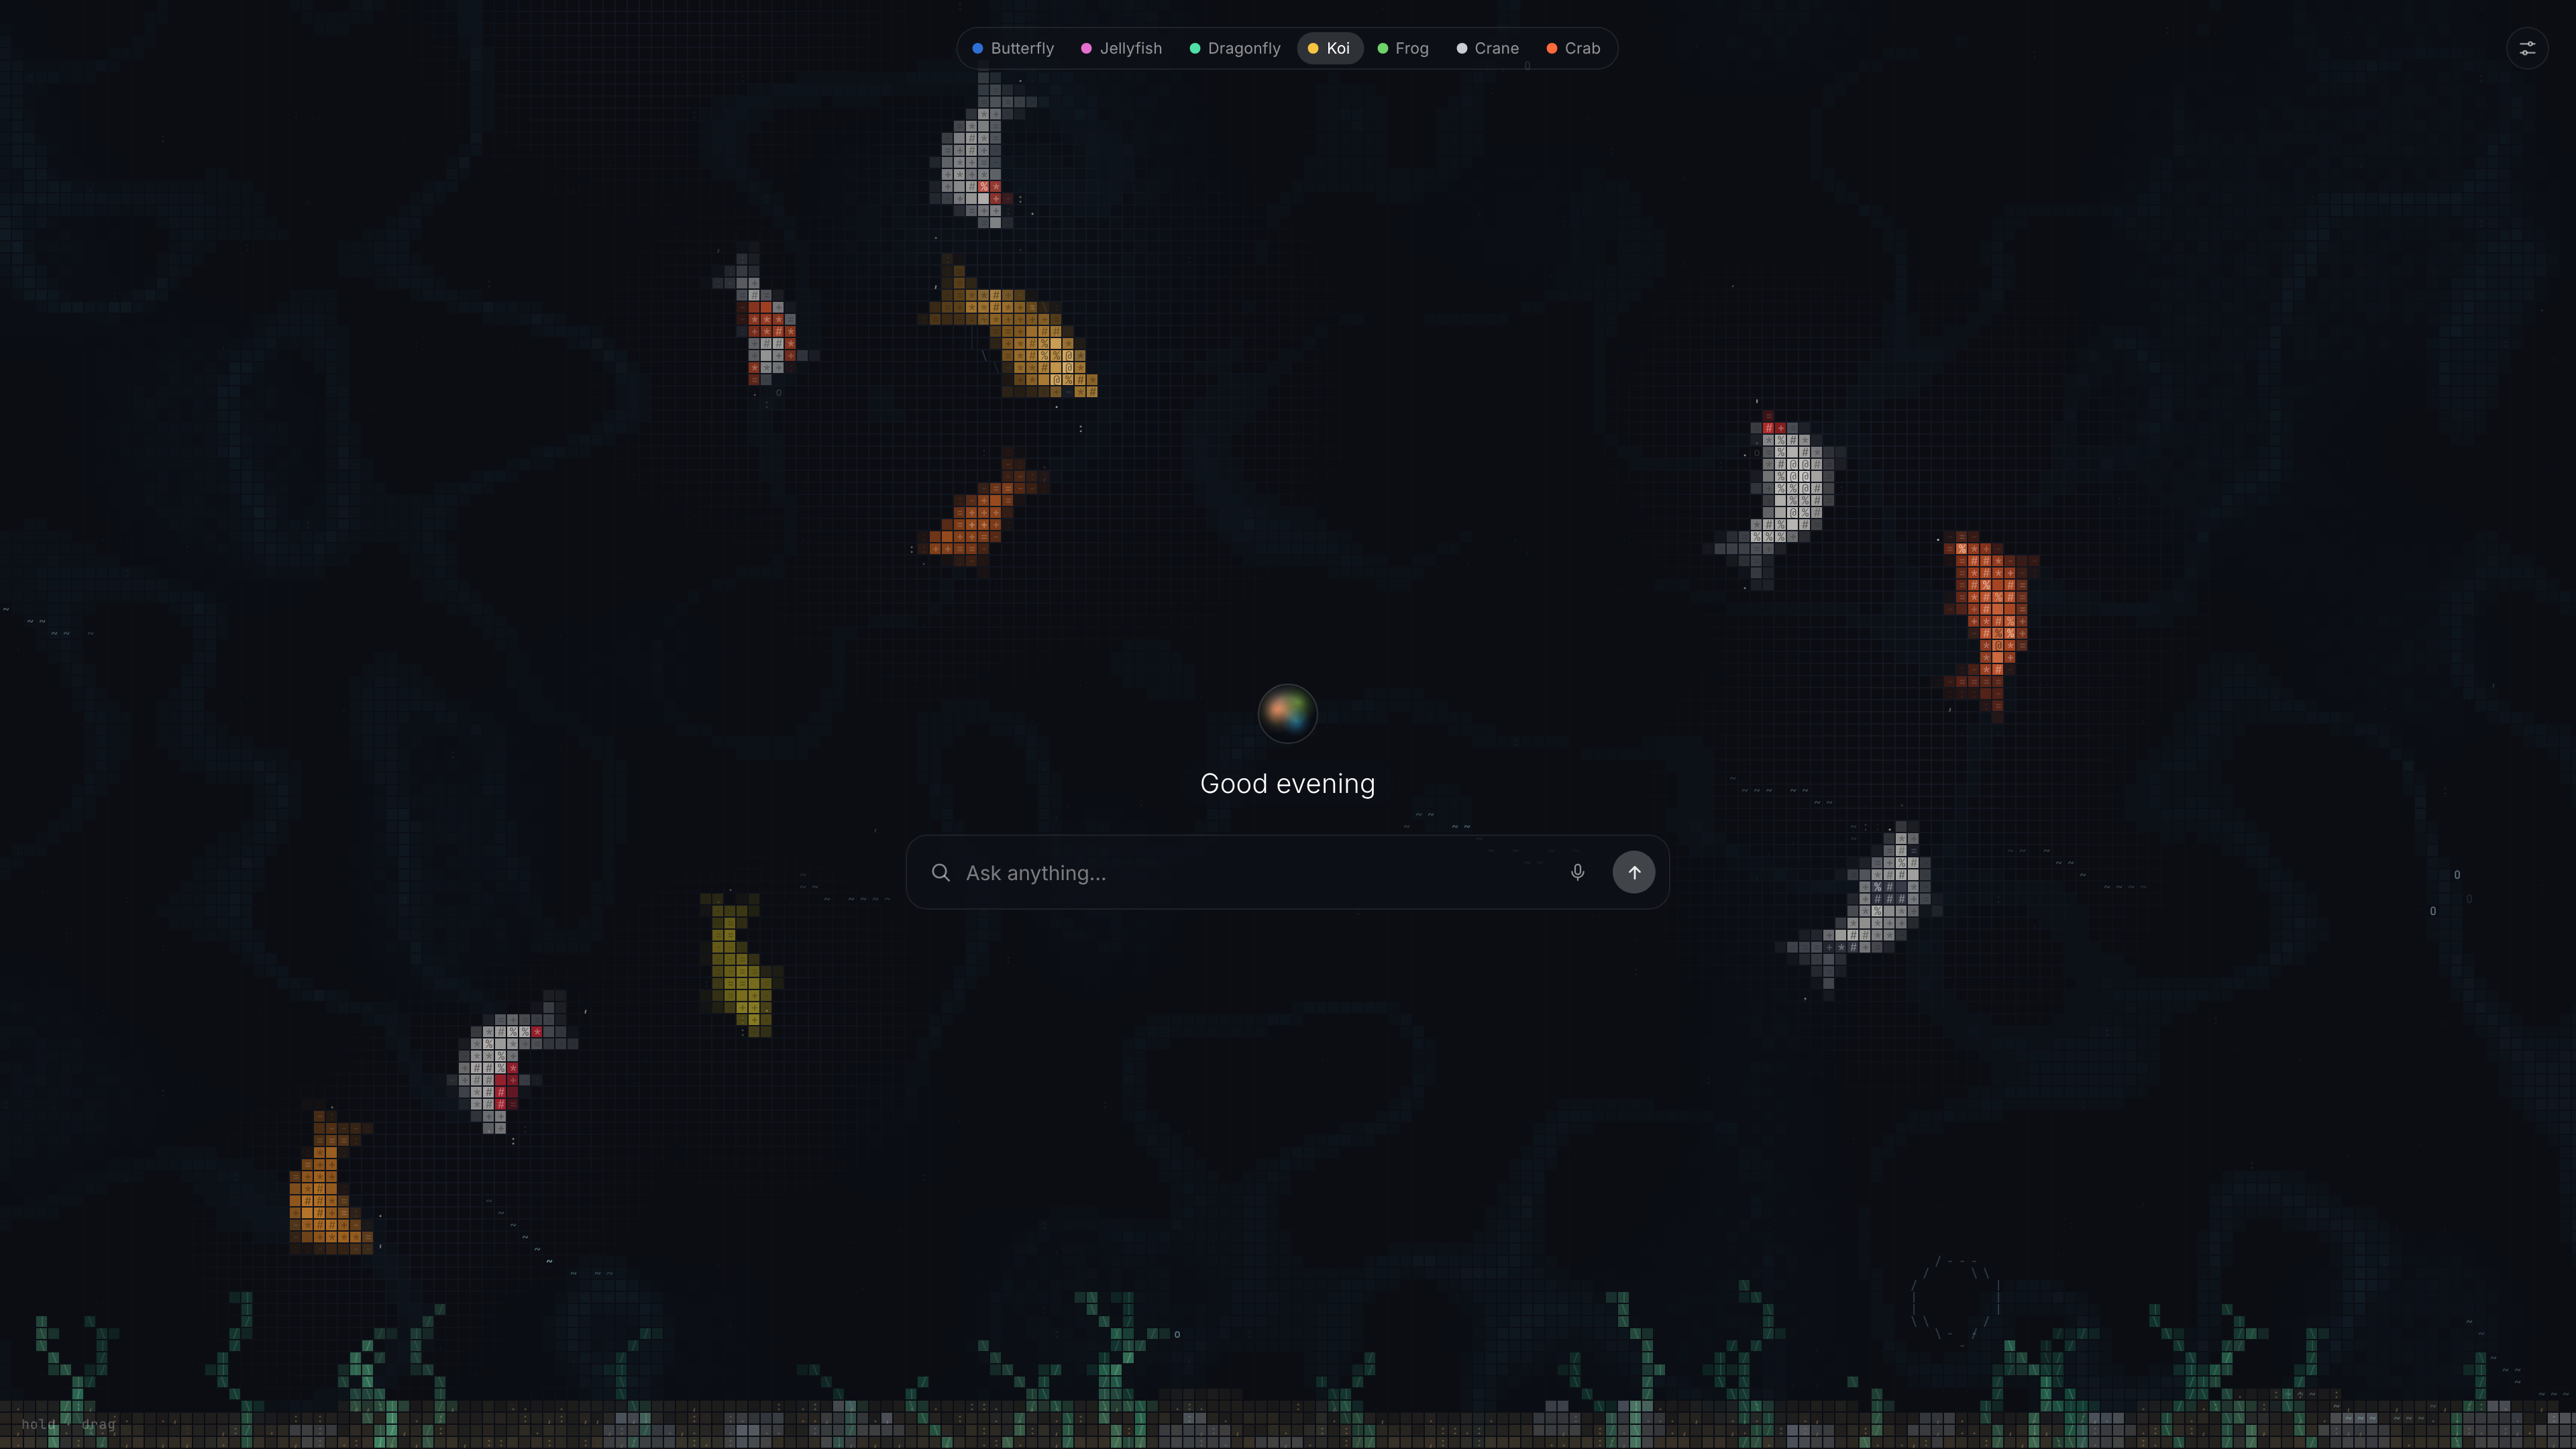 Butterfly Jellyfish Dragonfly Koi Frog Crane Crab
Good evening
Ask anything...
hold · drag